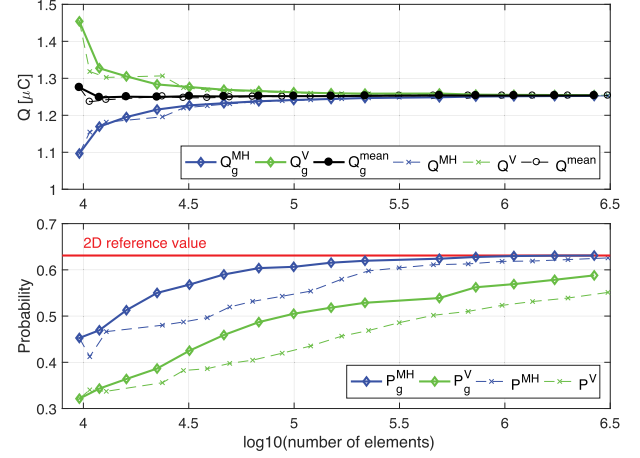 1.5
1.4
1.3
1.2
1.1
1
Q [μC]
4 4.5 5 5.5 6 6.5
Q_g^MH Q_g^V Q_g^mean Q^MH Q^V Q^mean
0.7
0.6
0.5
0.4
0.3
Probability
2D reference value
P_g^MH P_g^V P^MH P^V
4 4.5 5 5.5 6 6.5
log10(number of elements)